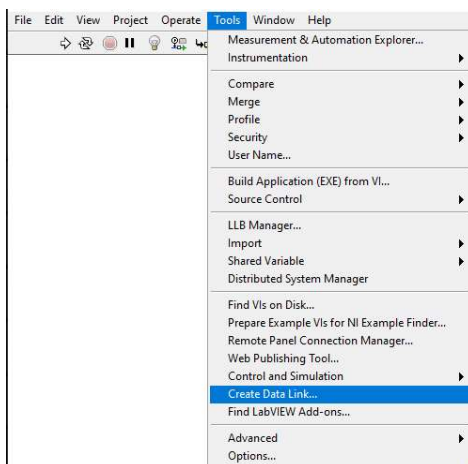 File Edit View Project Operate Tools Window Help
Measurement & Automation Explorer...
Instrumentation
Compare
Merge
Profile
Security
User Name...
Build Application (EXE) from VI...
Source Control
LLB Manager...
Import
Shared Variable
Distributed System Manager
Find VIs on Disk...
Prepare Example VIs for NI Example Finder...
Remote Panel Connection Manager...
Web Publishing Tool...
Control and Simulation
Create Data Link...
Find LabVIEW Add-ons...
Advanced
Options...